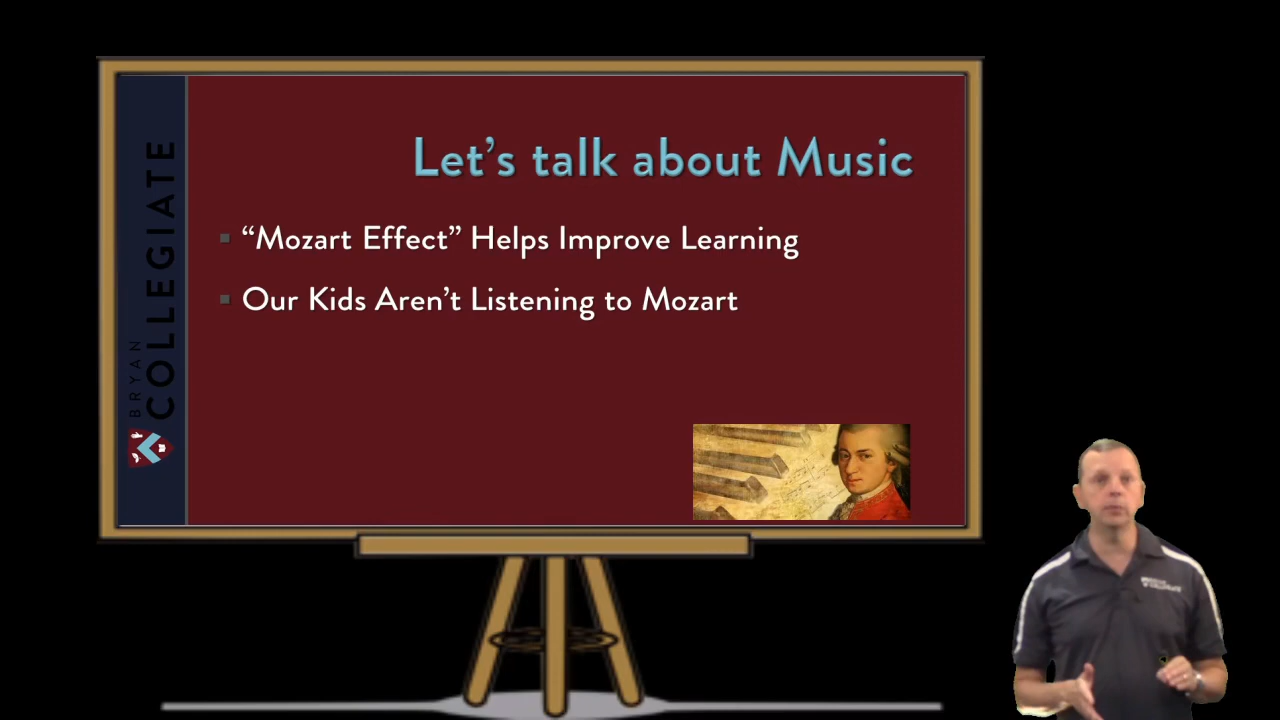 Let’s talk about Music
“Mozart Effect” Helps Improve Learning
Our Kids Aren’t Listening to Mozart
BRYAN
COLLEGIATE